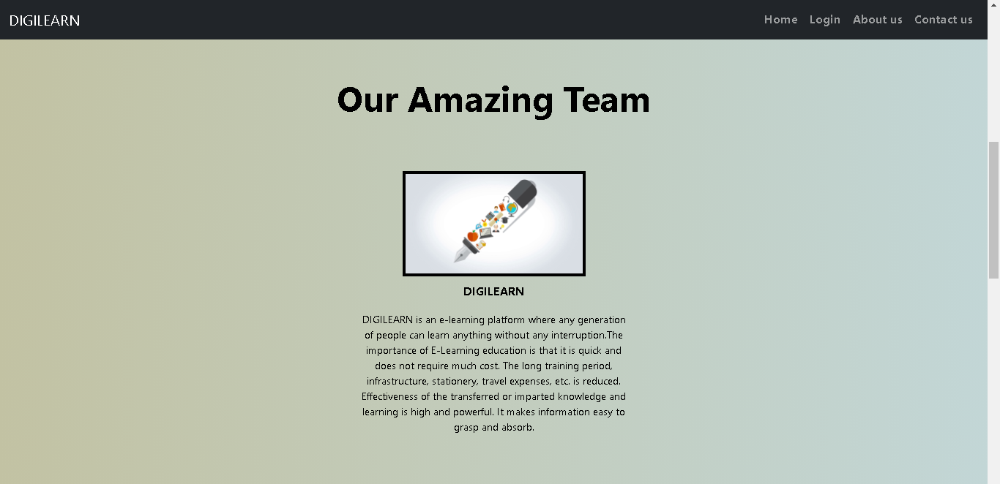 DIGILEARN
Home Login About us Contact us
Our Amazing Team
DIGILEARN
DIGILEARN is an e-learning platform where any generation
of people can learn anything without any interruption.The
importance of E-Learning education is that it is quick and
does not require much cost. The long training period,
infrastructure, stationery, travel expenses, etc. is reduced.
Effectiveness of the transferred or imparted knowledge and
learning is high and powerful. It makes information easy to
grasp and absorb.